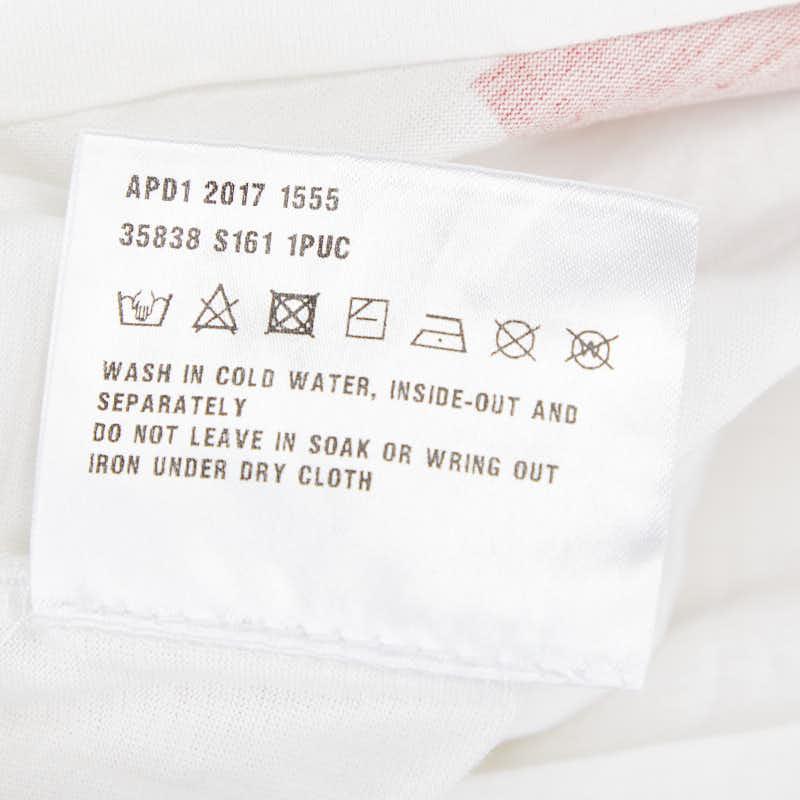 APD1 2017 1555
35838 S161 1PUC
WASH IN COLD WATER, INSIDE-OUT AND
SEPARATELY
DO NOT LEAVE IN SOAK OR WRING OUT
IRON UNDER DRY CLOTH